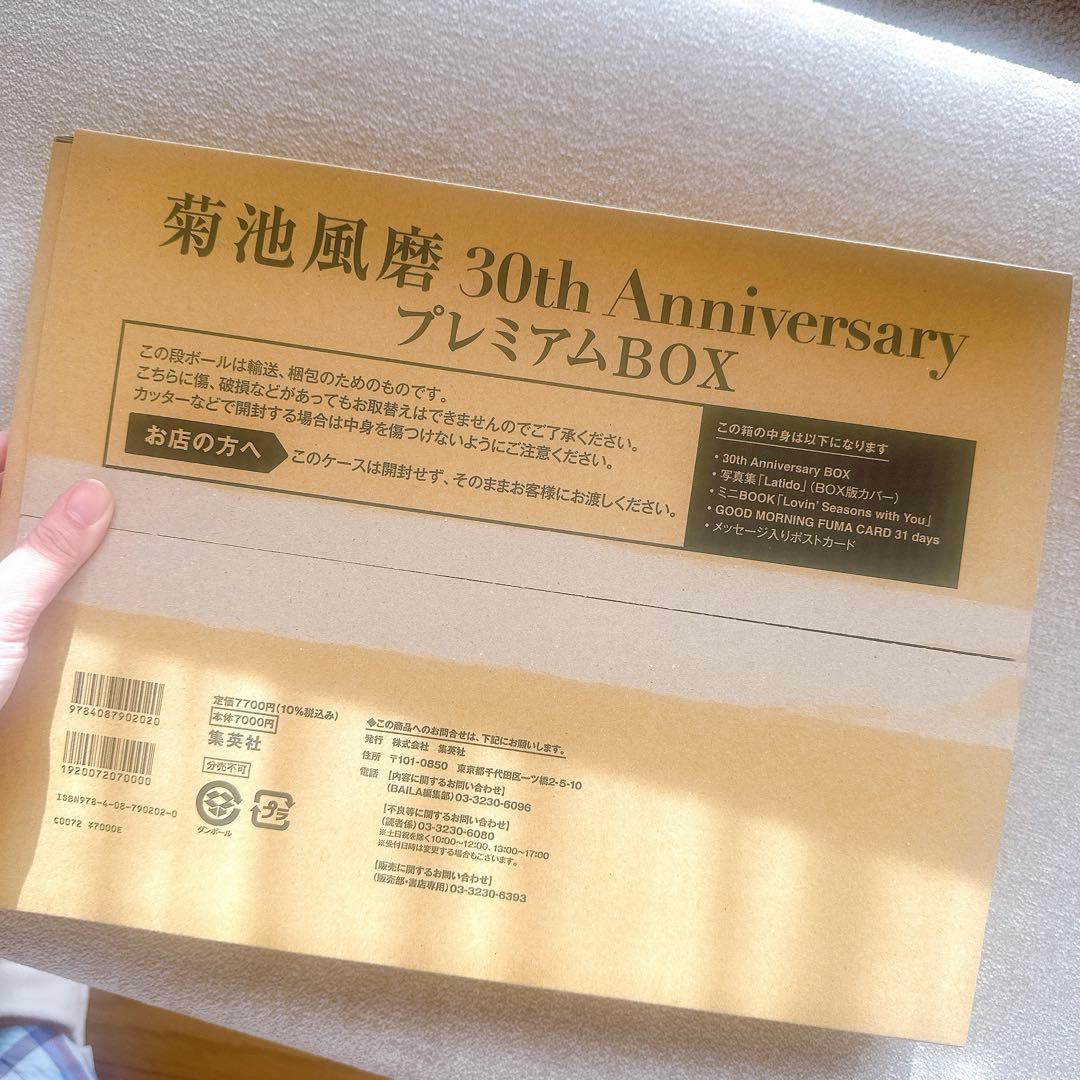 菊池風磨 30th Anniversary
プレミアムBOX
この段ボールは輸送、梱包のためのものです。
こちらに傷、破損などがあってもお取替えはできませんのでご了承ください。
カッターなどで開封する場合は中身を傷つけないようにご注意ください。
お店の方へ このケースは開封せず、そのままお客様にお渡しください。
この箱の中身は以下になります
・30th Anniversary BOX
・写真集「Latido」(BOX版カバー)
・ミニBOOK「Lovin' Seasons with You」
・GOOD MORNING FUMA CARD 31 days
・メッセージ入りポストカード
9784087902020
1920072070000
ISBN978-4-08-790202-0
C0072 ¥7000E
定価7700円(10%税込み)
本体7000円
集英社
分売不可
ダンボール
プラ
◆この商品へのお問合せは、下記にお願いします。
発行 株式会社 集英社
住所 〒101-0850 東京都千代田区一ツ橋2-5-10
電話 [内容に関するお問い合わせ]
(BAILA編集部)03-3230-6096
[不良等に関するお問い合わせ]
(読者係)03-3230-6080
※土日祝を除く10:00~12:00、13:00~17:00
※受付日時は変更する場合もございます。
[販売に関するお問い合わせ]
(販売部・書店専用)03-3230-6393